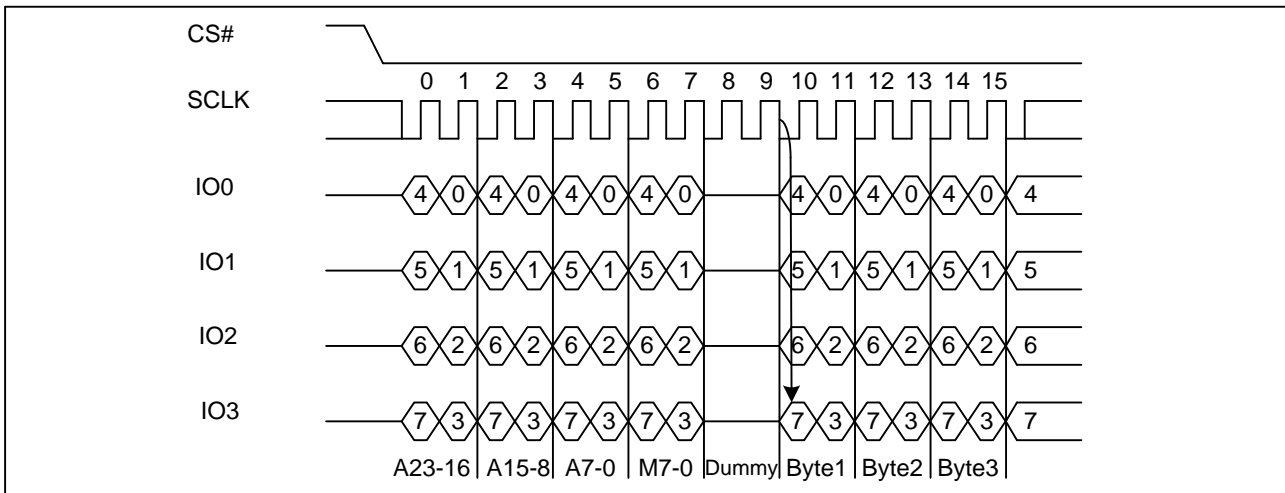 CS#
0 1 2 3 4 5 6 7 8 9 10 11 12 13 14 15
SCLK
IO0 4 0 4 0 4 0 4 0 4 0 4 0 4 0 4
IO1 5 1 5 1 5 1 5 1 5 1 5 1 5 1 5
IO2 6 2 6 2 6 2 6 2 6 2 6 2 6 2 6
IO3 7 3 7 3 7 3 7 3 7 3 7 3 7 3 7
A23-16 A15-8 A7-0 M7-0 Dummy Byte1 Byte2 Byte3